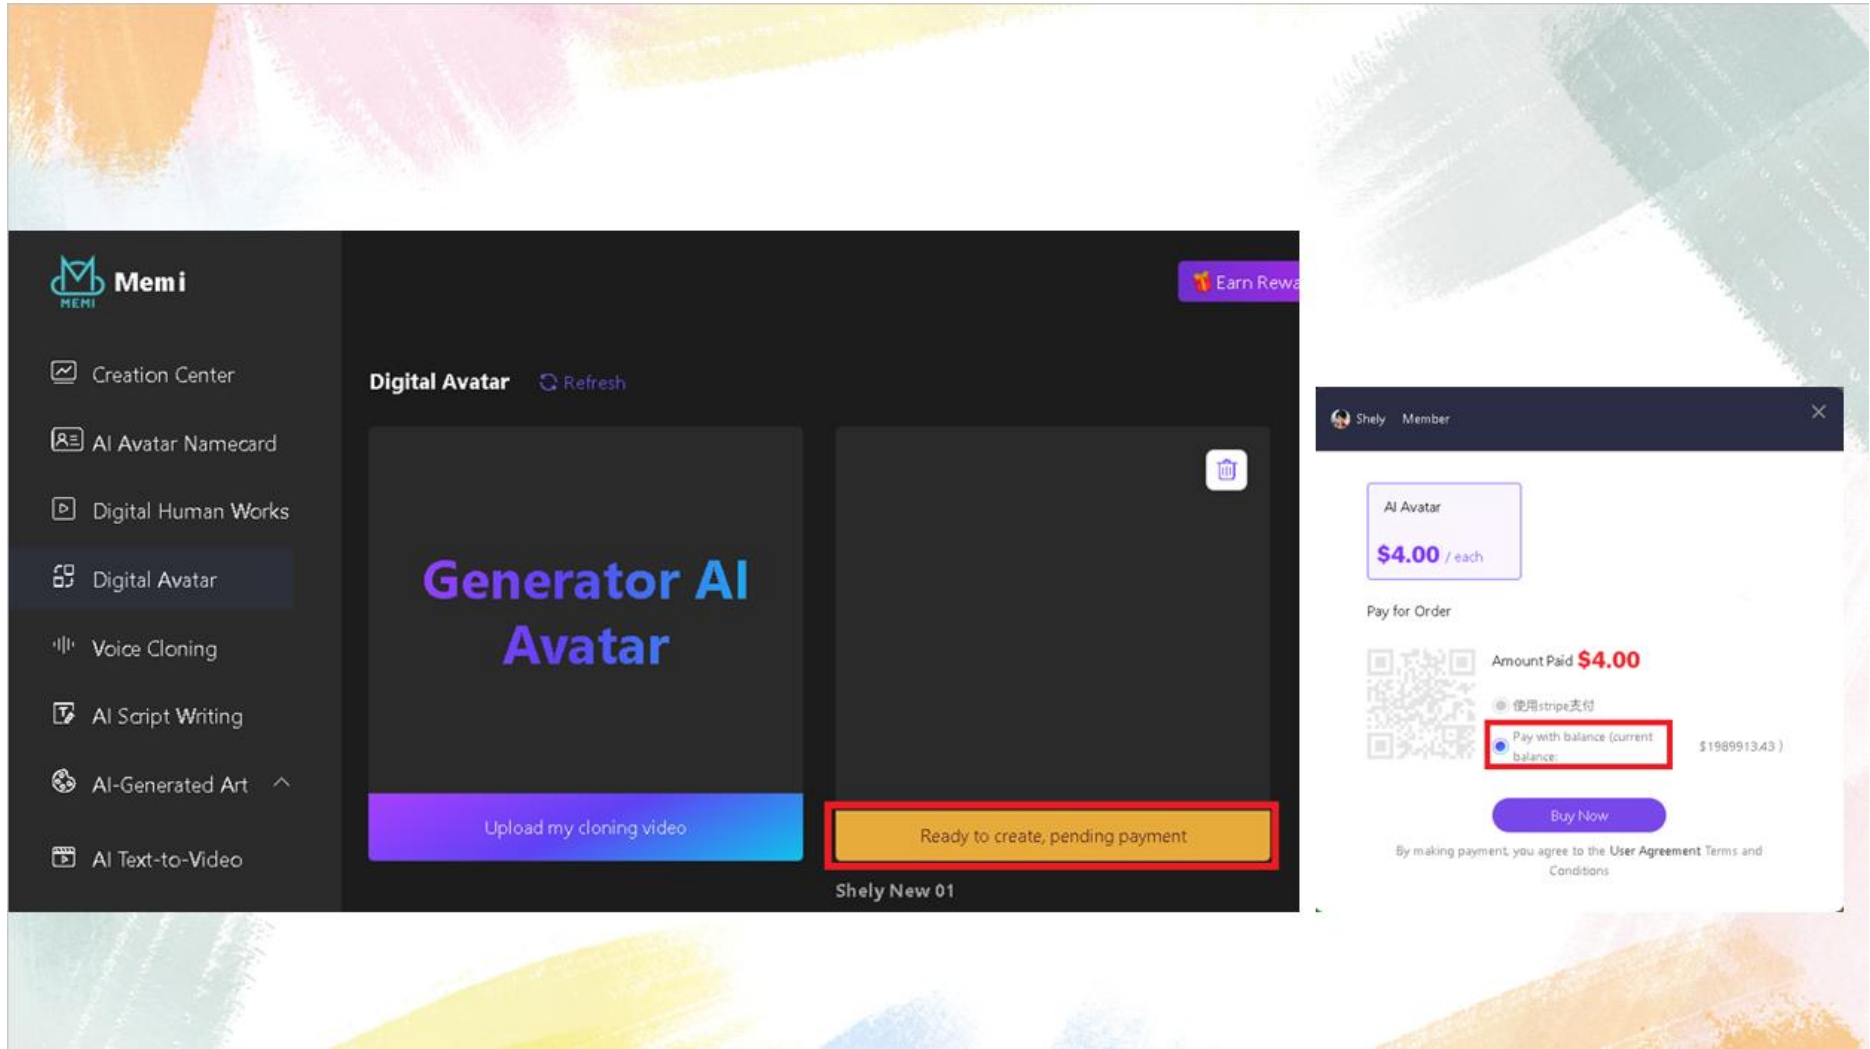 MEMI
Memi
Creation Center
AI Avatar Namecard
Digital Human Works
Digital Avatar
Voice Cloning
AI Script Writing
AI-Generated Art
AI Text-to-Video
Earn Rewa
Digital Avatar
Refresh
Generator AI
Avatar
Upload my cloning video
Ready to create, pending payment
Shely New 01
Shely Member
AI Avatar
$4.00 / each
Pay for Order
Amount Paid $4.00
使用stripe支付
Pay with balance (current
balance:
$1989913.43 )
Buy Now
By making payment, you agree to the User Agreement Terms and
Conditions